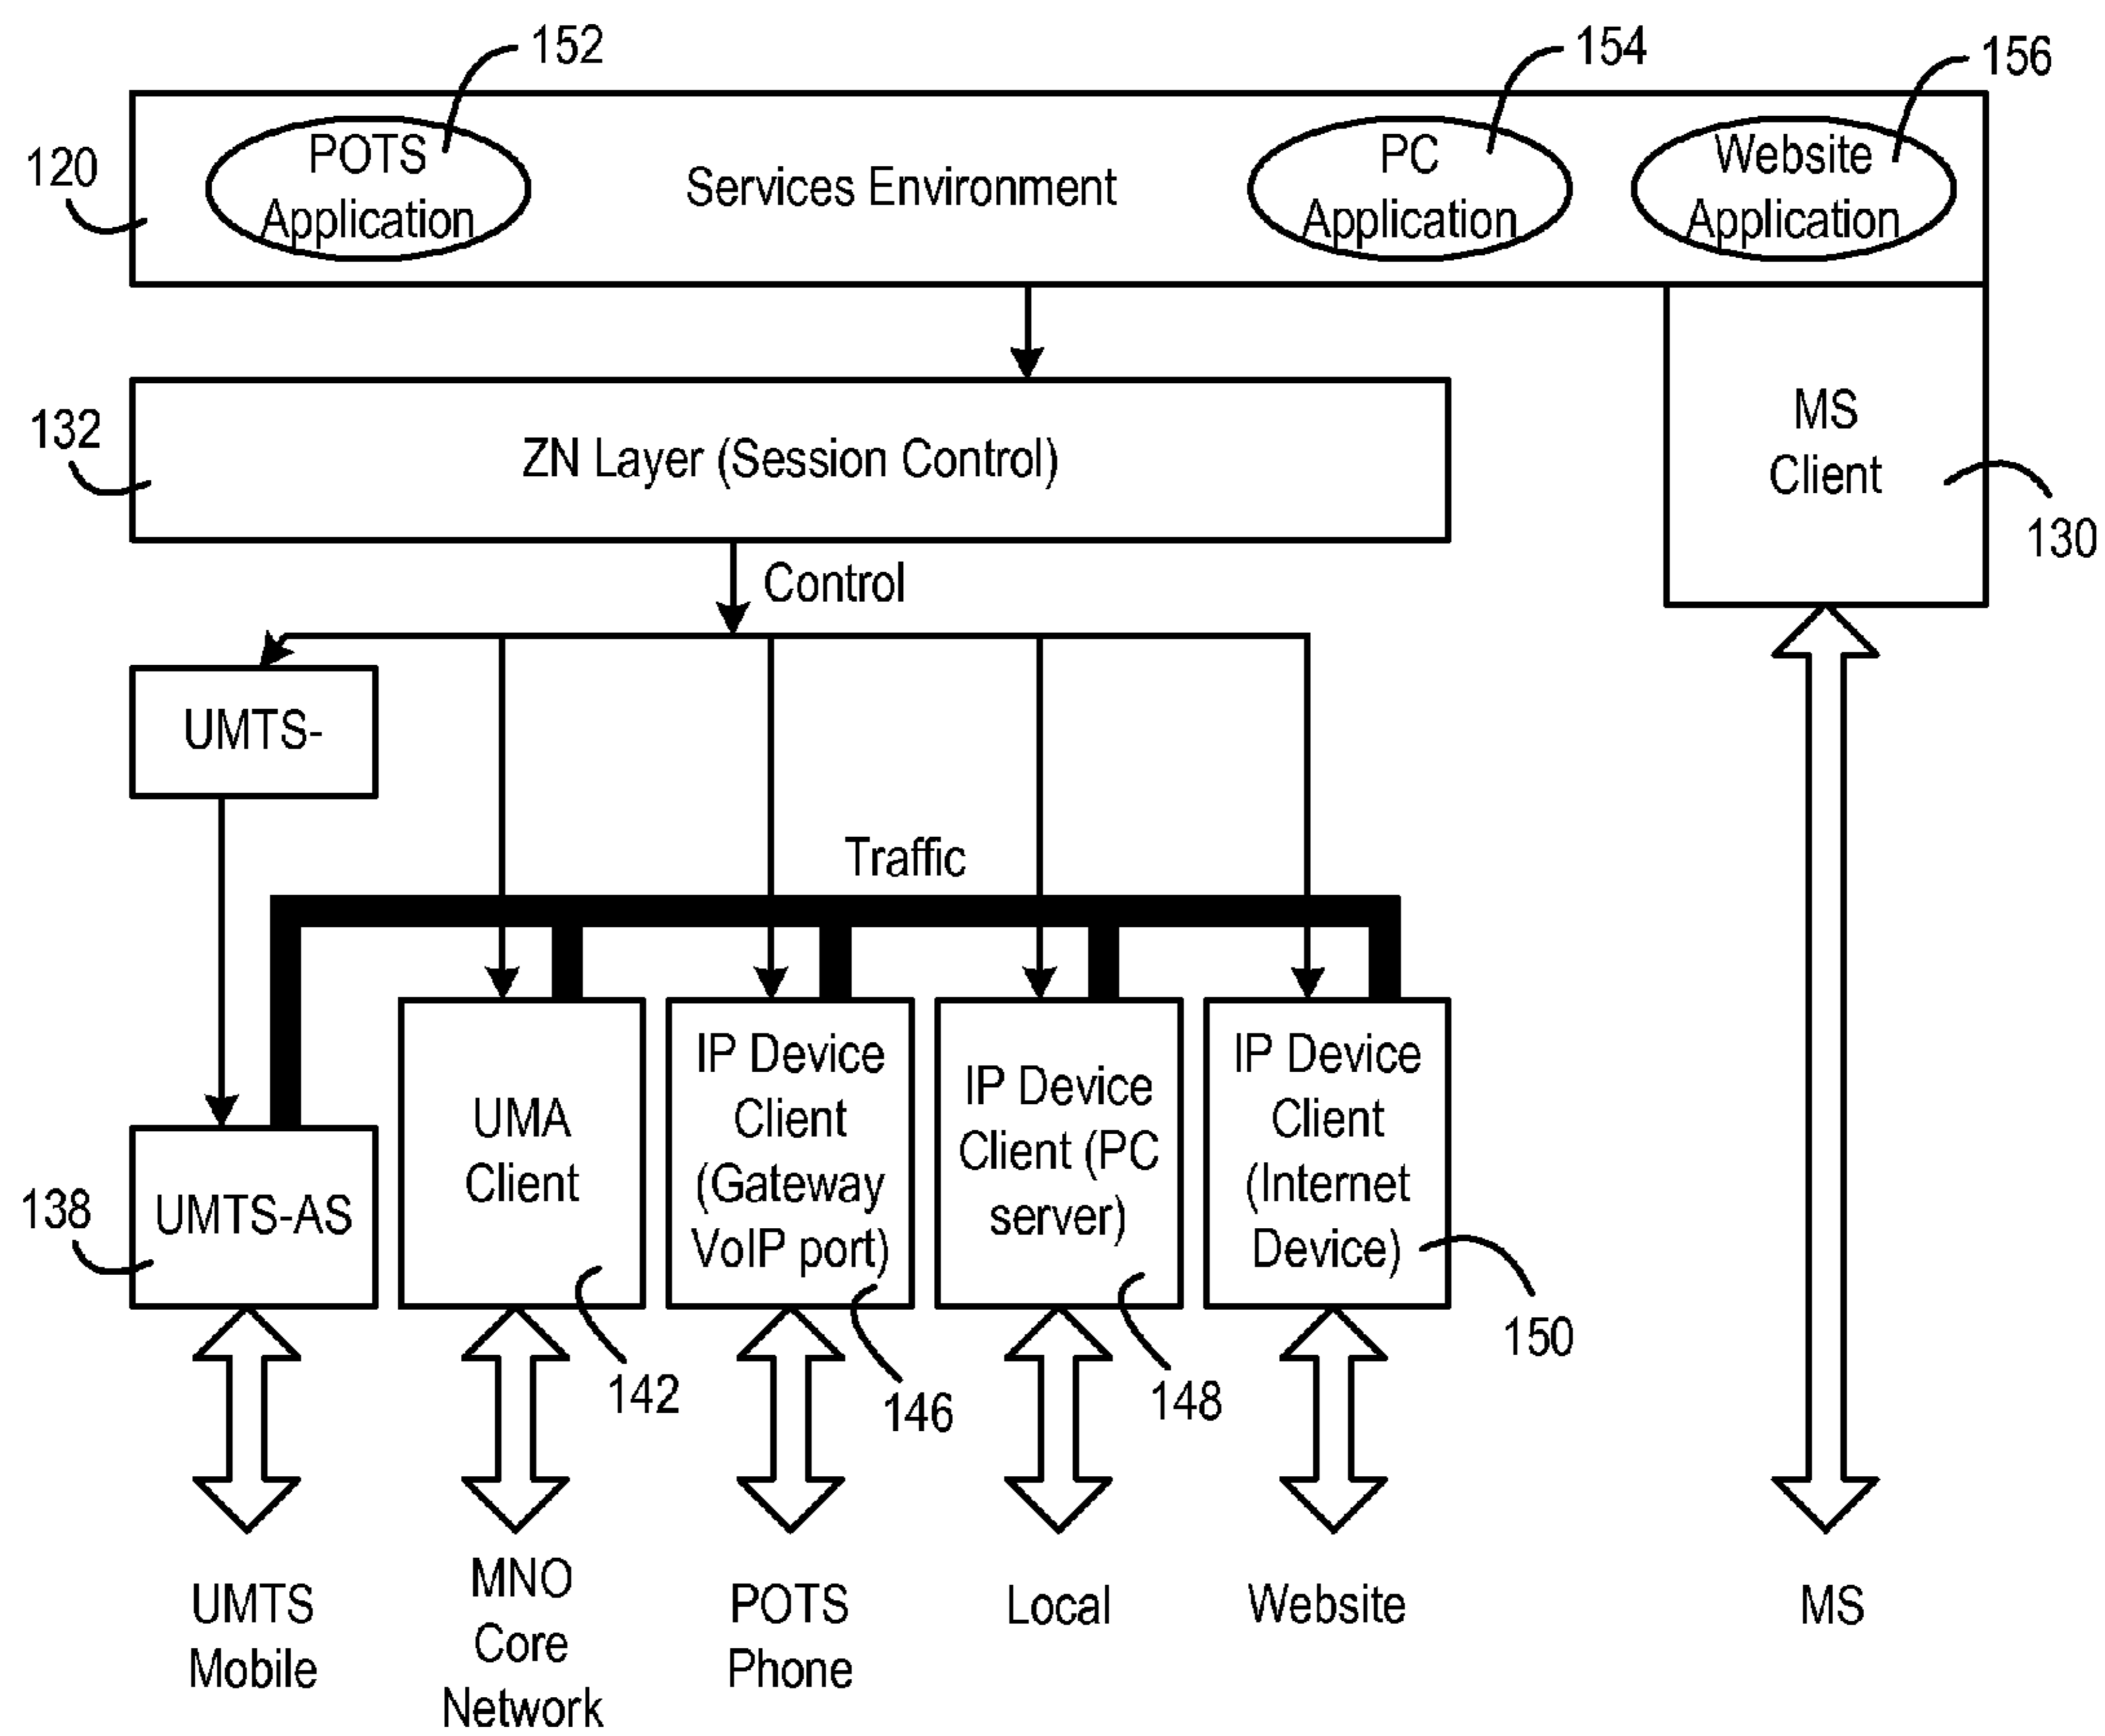 152
154
156
120
POTS
Application
Services Environment
PC
Application
Website
Application
132
ZN Layer (Session Control)
MS
Client
130
Control
UMTS-
Traffic
138
UMTS-AS
UMA
Client
IP Device
Client
(Gateway
VoIP port)
IP Device
Client (PC
server)
IP Device
Client
(Internet
Device)
142
146
148
150
UMTS
Mobile
MNO
Core
Network
POTS
Phone
Local
Website
MS